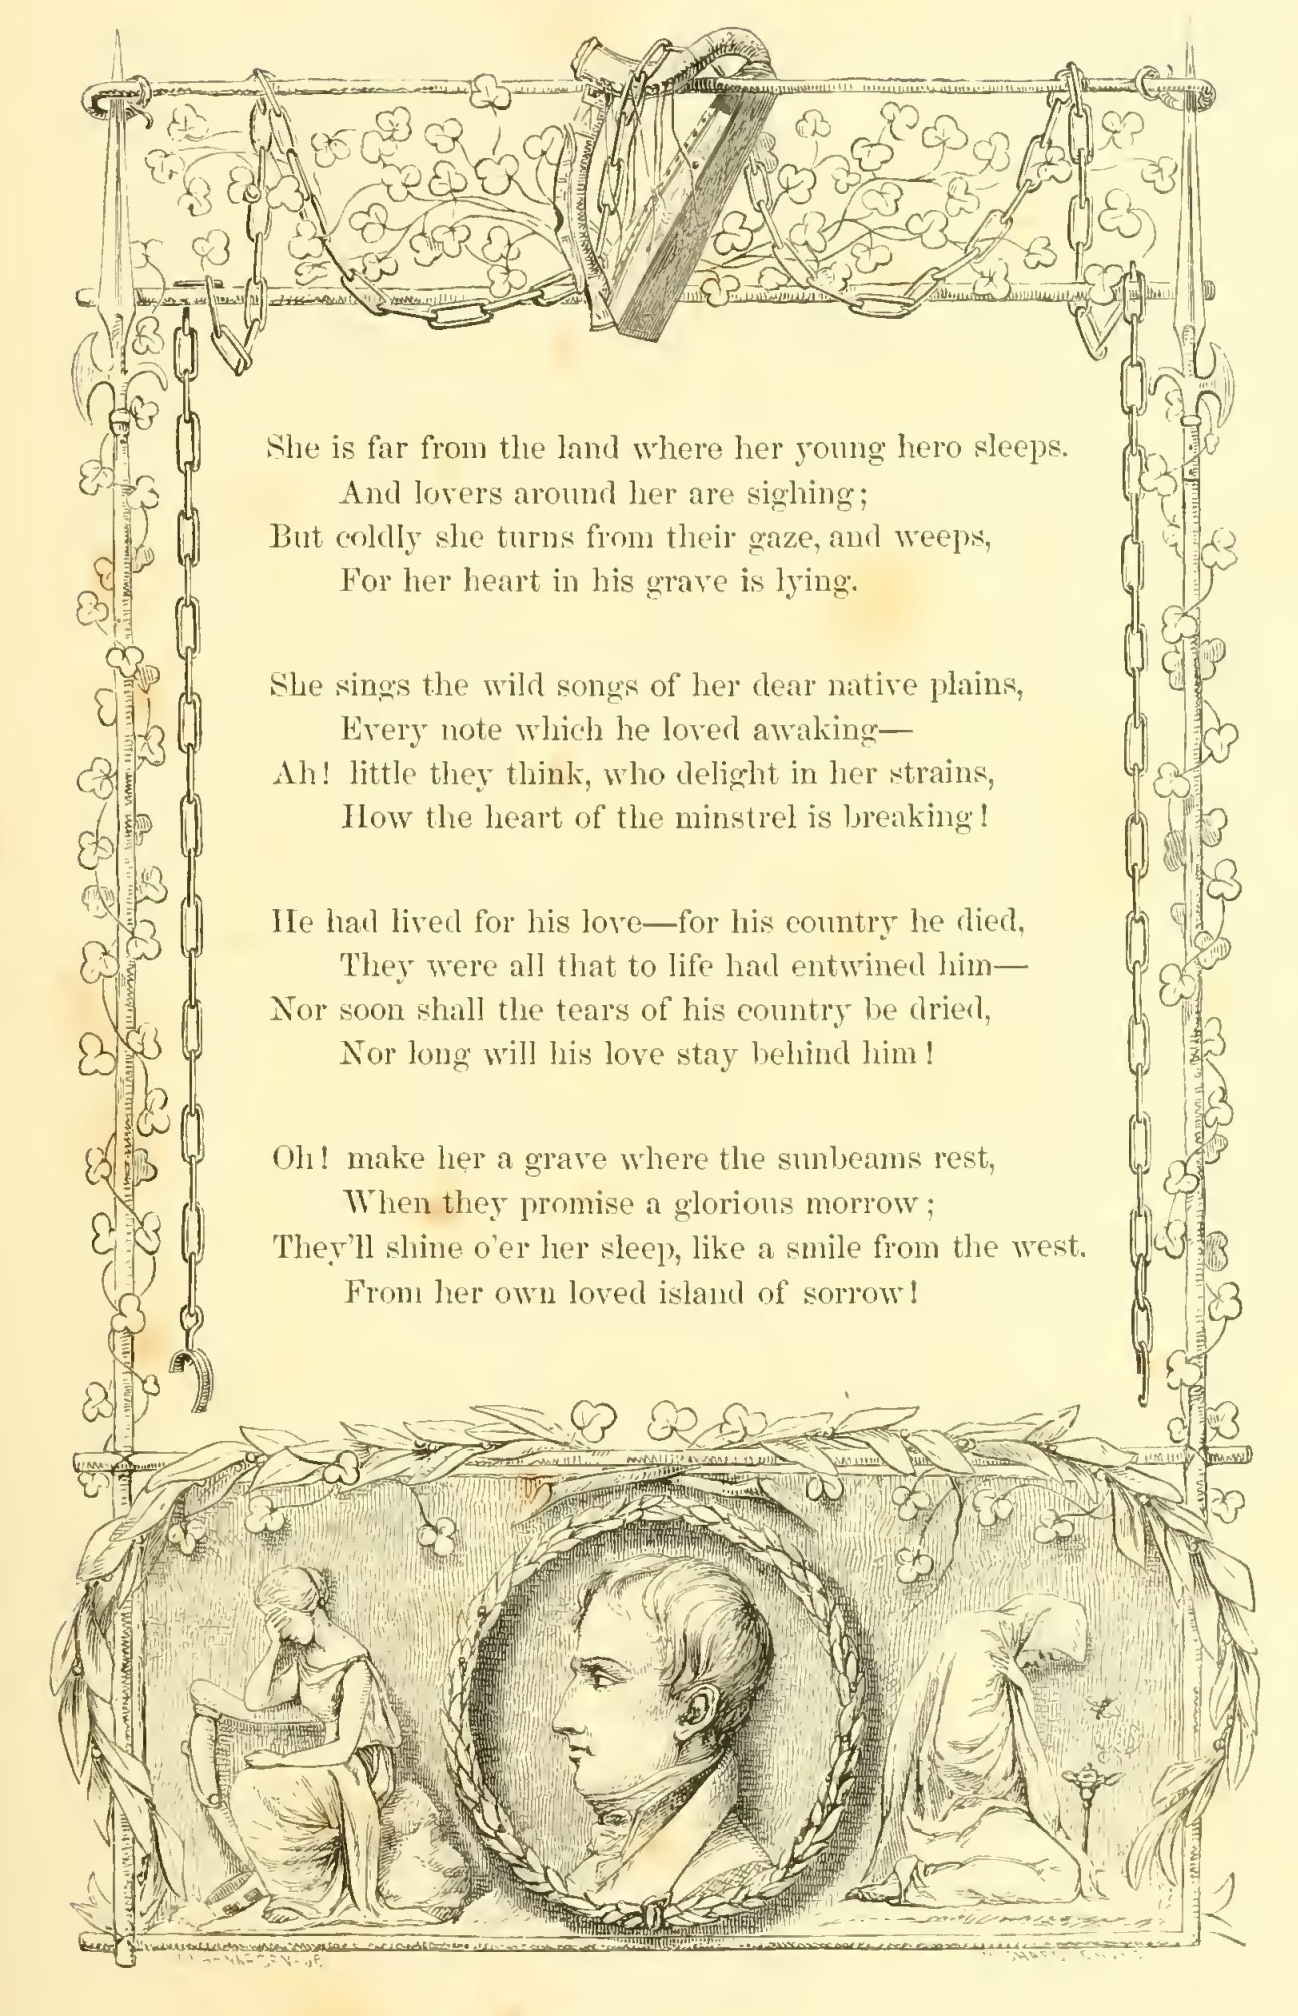 She is far from the land where her young hero sleeps.
And lovers around her are sighing;
But coldly she turns from their gaze, and weeps,
For her heart in his grave is lying.
She sings the wild songs of her dear native plains,
Every note which he loved awaking—
Ah! little they think, who delight in her strains,
How the heart of the minstrel is breaking!
He had lived for his love—for his country he died,
They were all that to life had entwined him—
Nor soon shall the tears of his country be dried,
Nor long will his love stay behind him!
Oh! make her a grave where the sunbeams rest,
When they promise a glorious morrow;
They'll shine o'er her sleep, like a smile from the west.
From her own loved island of sorrow!